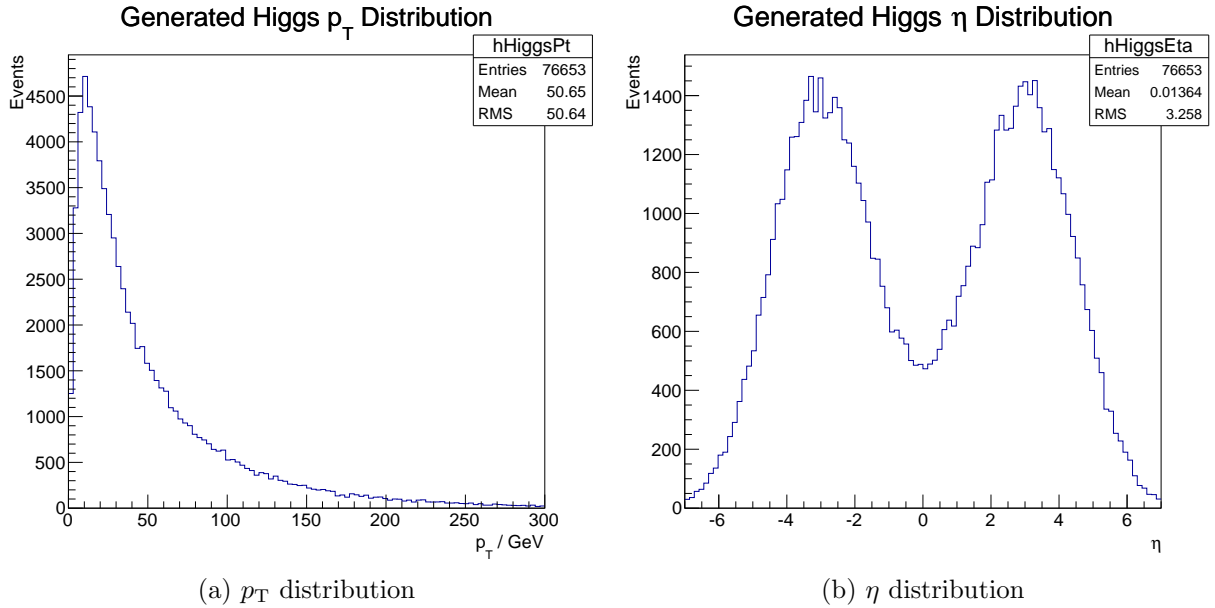 Generated Higgs p_T Distribution
hHiggsPt
Entries 76653
Mean 50.65
RMS 50.64
Events
4500
4000
3500
3000
2500
2000
1500
1000
500
0
0 50 100 150 200 250 300
p_T / GeV
(a) p_T distribution
Generated Higgs η Distribution
hHiggsEta
Entries 76653
Mean 0.01364
RMS 3.258
Events
1400
1200
1000
800
600
400
200
0
-6 -4 -2 0 2 4 6
η
(b) η distribution